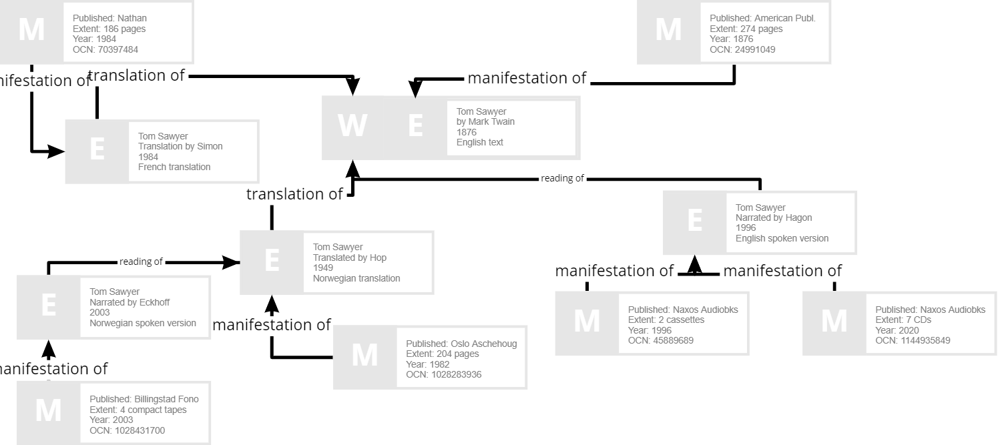 M
Published: Nathan
Extent: 186 pages
Year: 1984
OCN: 70397484
M
Published: American Publ.
Extent: 274 pages
Year: 1876
OCN: 24991049
translation of
manifestation of
E
Tom Sawyer
Translation by Simon
1984
French translation
W E
Tom Sawyer
by Mark Twain
1876
English text
reading of
translation of
E
Tom Sawyer
Narrated by Hagon
1996
English spoken version
E
Tom Sawyer
Translated by Hop
1949
Norwegian translation
reading of
manifestation of
manifestation of
E
Tom Sawyer
Narrated by Eckhoff
2003
Norwegian spoken version
manifestation of
M
Published: Oslo Aschehoug
Extent: 204 pages
Year: 1982
OCN: 1028283936
M
Published: Naxos Audiobks
Extent: 2 cassettes
Year: 1996
OCN: 45889689
M
Published: Naxos Audiobks
Extent: 7 CDs
Year: 2020
OCN: 1144935849
anifestation of
M
Published: Billingstad Fono
Extent: 4 compact tapes
Year: 2003
OCN: 1028431700